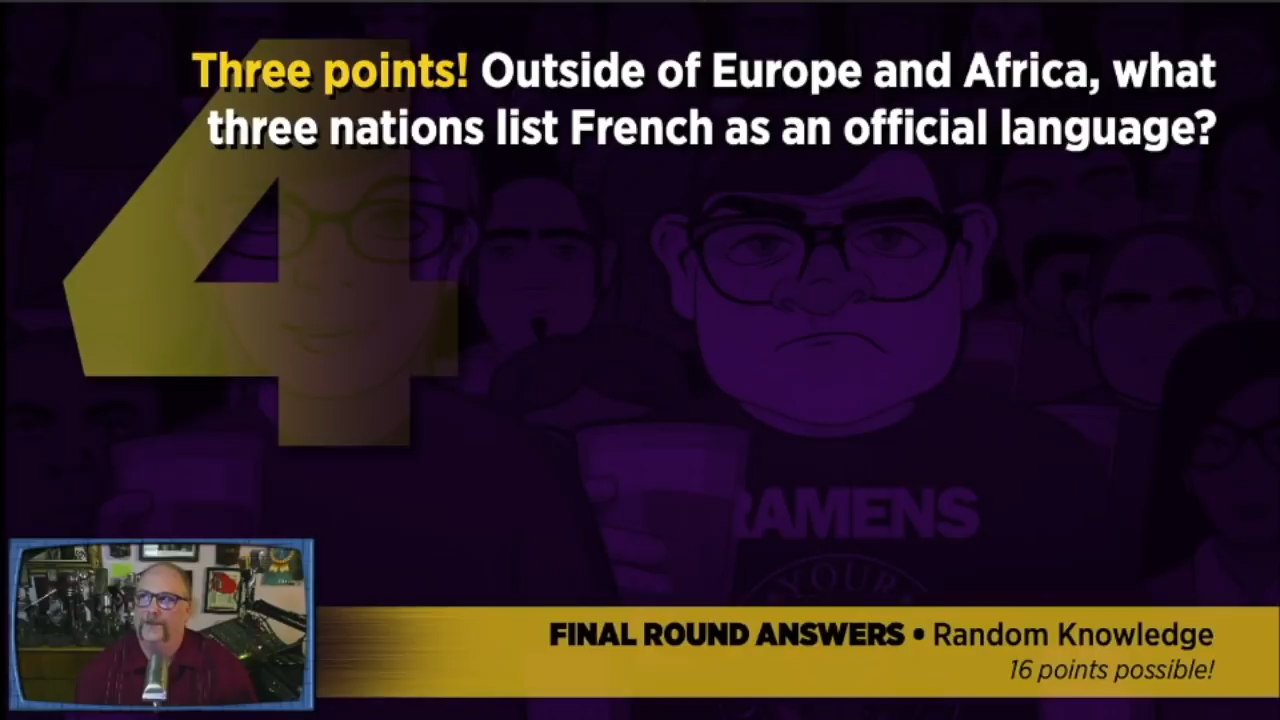 4
Three points! Outside of Europe and Africa, what
three nations list French as an official language?
RAMENS
YOUR
FINAL ROUND ANSWERS • Random Knowledge
16 points possible!